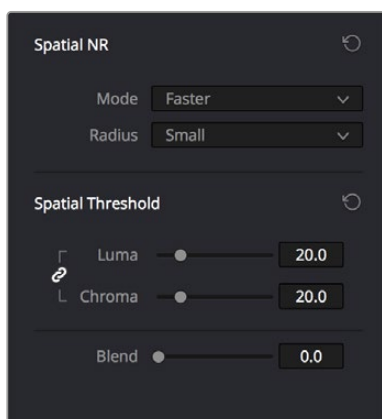 Spatial NR
Mode Faster
Radius Small
Spatial Threshold
Luma 20.0
Chroma 20.0
Blend 0.0